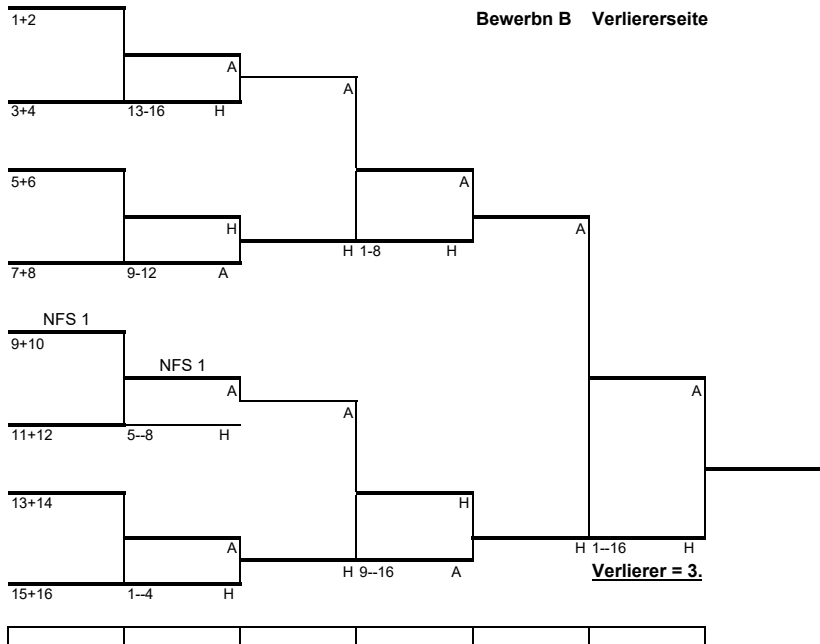 Bewerbn B Verliererseite
1+2
A
A
3+4 13-16 H
5+6
A
H
A
H 1-8 H
7+8 9-12 A
NFS 1
9+10
NFS 1
A
A
A
11+12 5--8 H
13+14
H
A
H 1--16 H
H 9--16 A
Verlierer = 3.
15+16 1--4 H